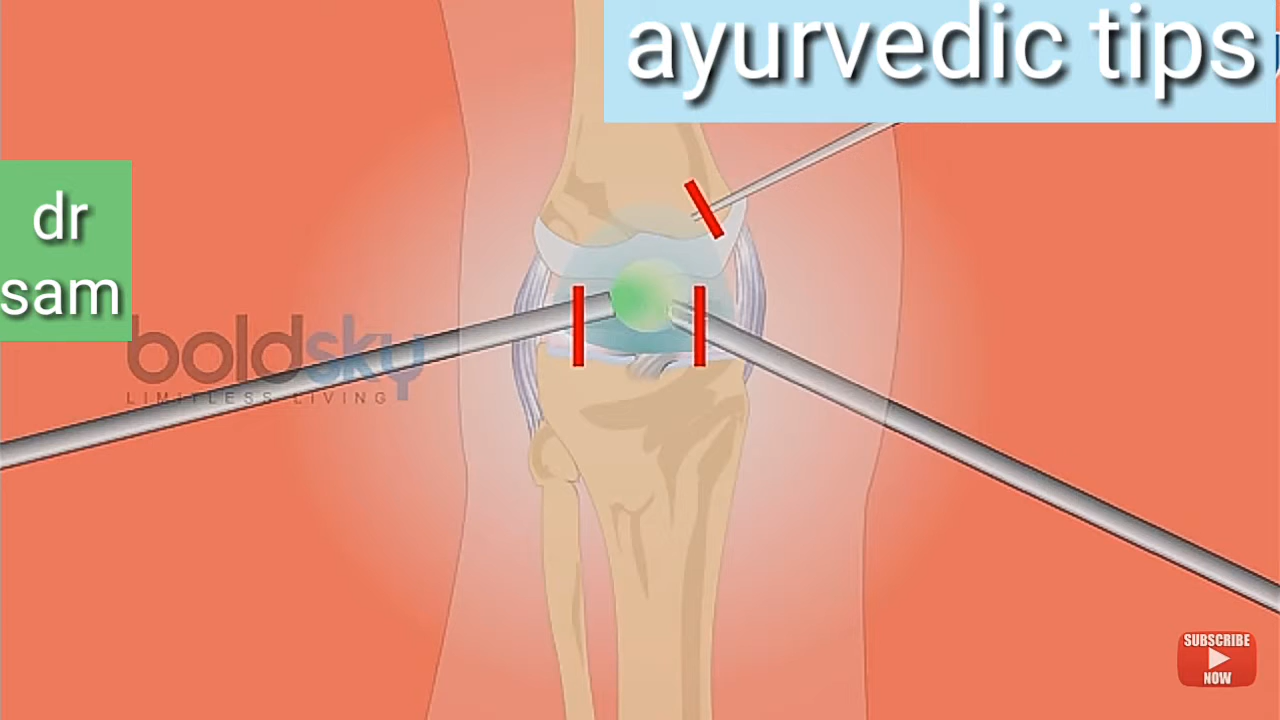 ayurvedic tips
dr
sam
boldsky
LIMITLESS LIVING
SUBSCRIBE
NOW